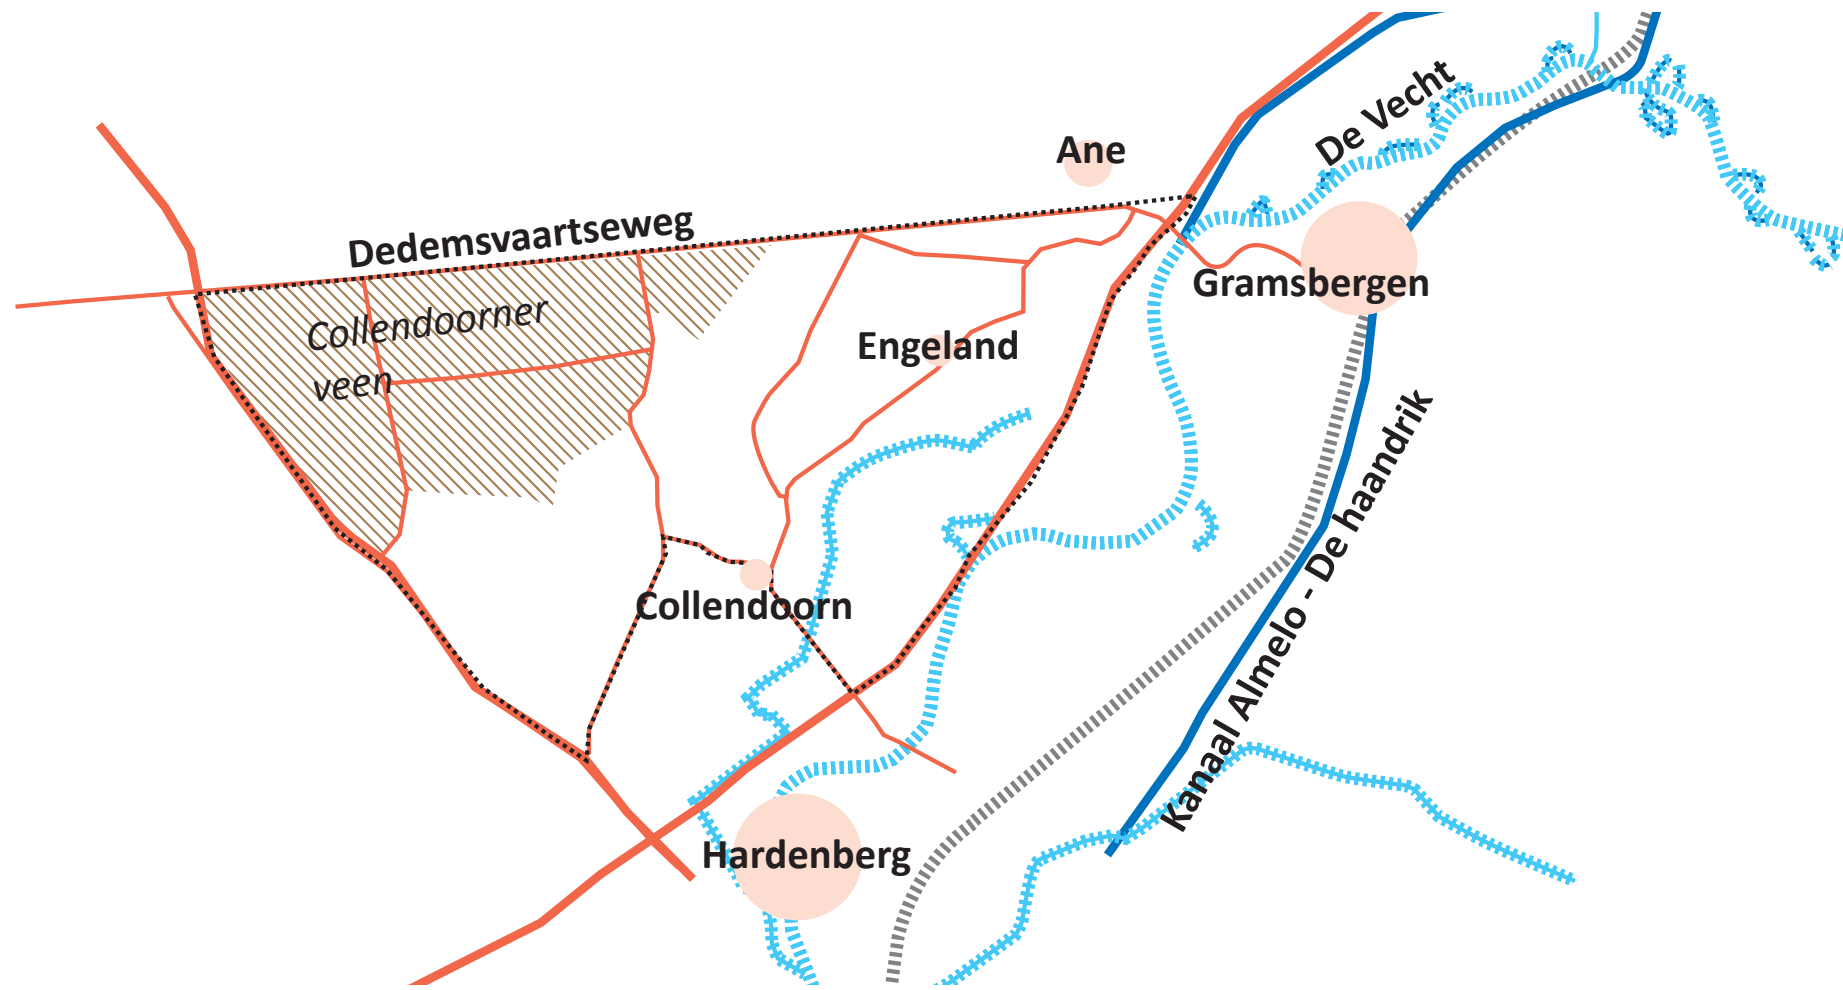 De Vecht
Ane
Dedemsvaartseweg
Gramsbergen
Collendoorner
veen
Engeland
Kanaal Almelo - De haandrik
Collendoorn
Hardenberg